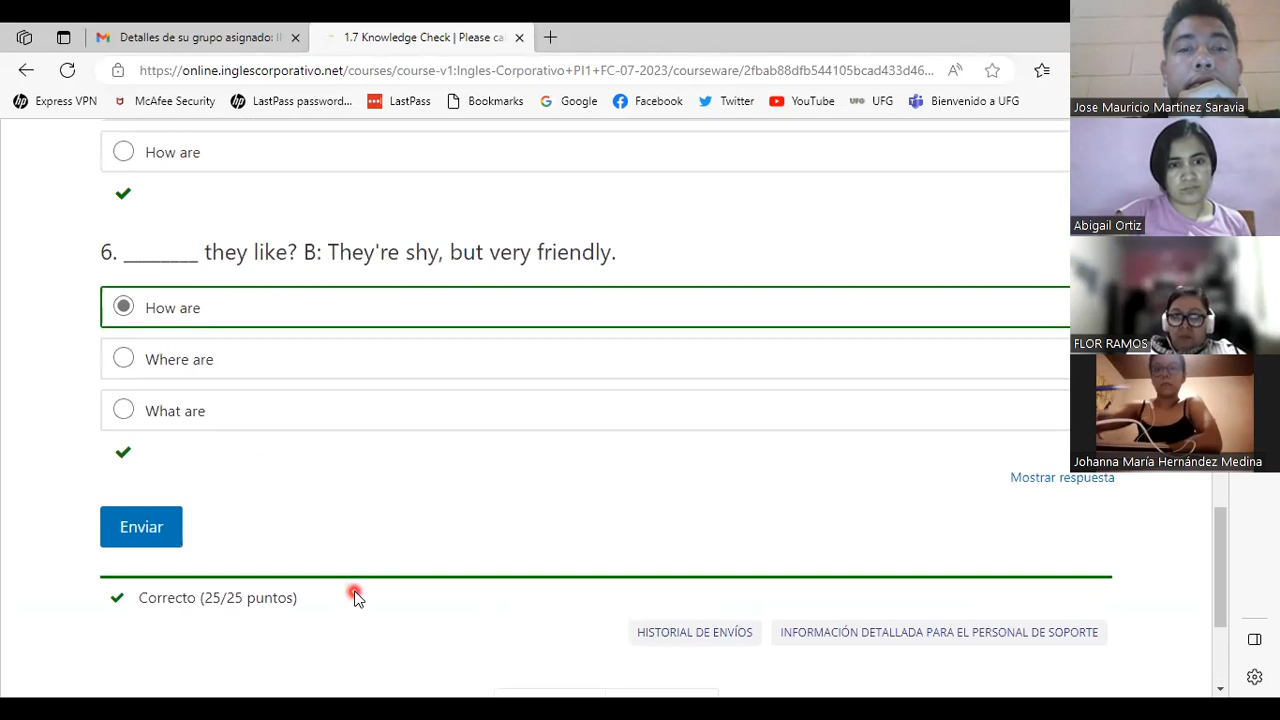 Detalles de su grupo asignado: I
1.7 Knowledge Check | Please ca
https://online.inglescorporativo.net/courses/course-v1:Ingles-Corporativo+PI1+FC-07-2023/courseware/2fbab88dfb544105bcad433d46...
Express VPN
McAfee Security
LastPass password...
LastPass
Bookmarks
Google
Facebook
Twitter
YouTube
UFG
Bienvenido a UFG
Jose Mauricio Martinez Saravia
How are
Abigail Ortiz
6. ________ they like? B: They're shy, but very friendly.
How are
FLOR RAMOS
Where are
What are
Johanna María Hernández Medina
Mostrar respuesta
Enviar
Correcto (25/25 puntos)
HISTORIAL DE ENVÍOS
INFORMACIÓN DETALLADA PARA EL PERSONAL DE SOPORTE